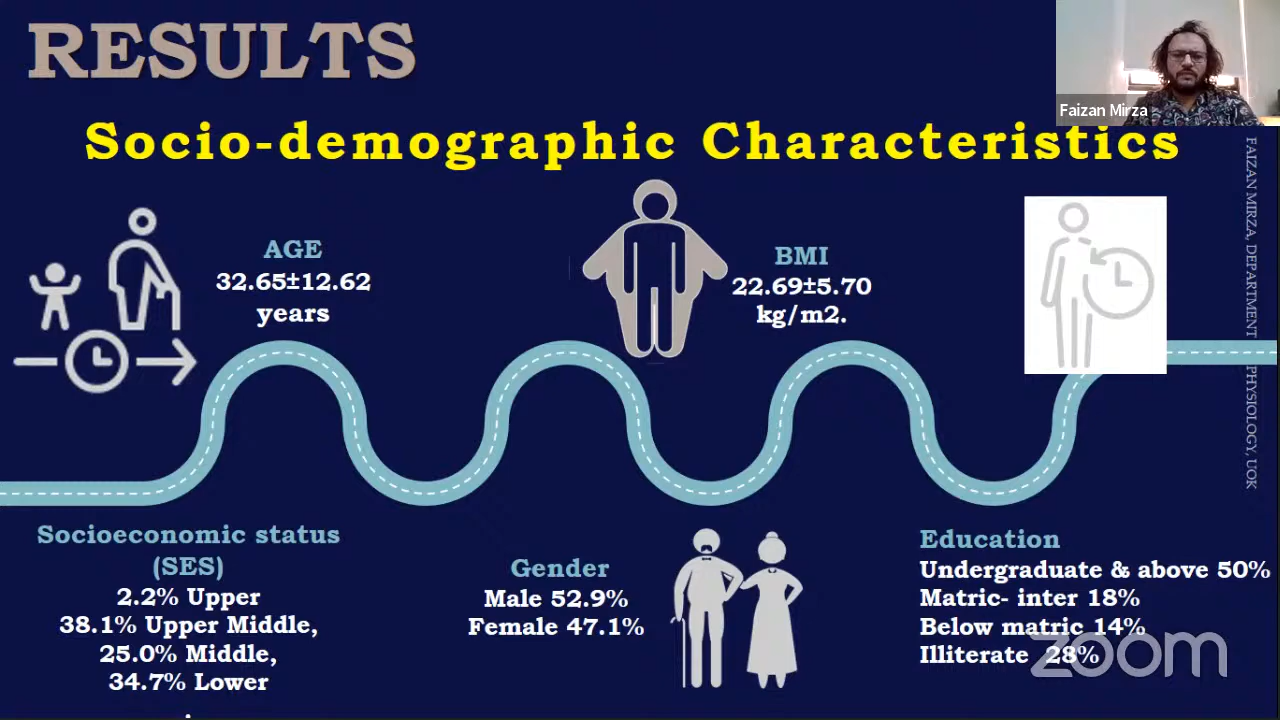 RESULTS
Faizan Mirza
Socio-demographic Characteristics
AGE
32.65±12.62
years
BMI
22.69±5.70
kg/m2.
FAIZAN MIRZA, DEPARTMENT PHYSIOLOGY, UOK
Socioeconomic status
(SES)
2.2% Upper
38.1% Upper Middle,
25.0% Middle,
34.7% Lower
Gender
Male 52.9%
Female 47.1%
Education
Undergraduate & above 50%
Matric- inter 18%
Below matric 14%
Illiterate 28%
zoom